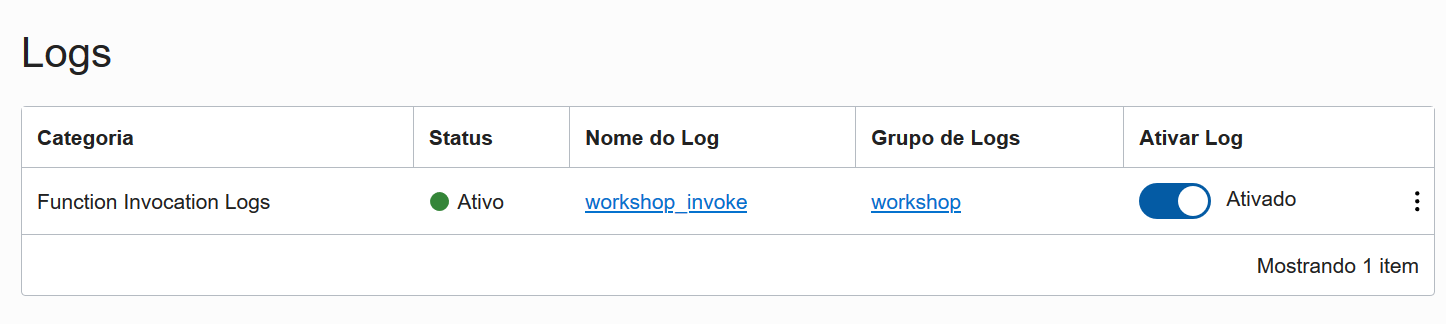 Logs
Categoria Status Nome do Log Grupo de Logs Ativar Log
Function Invocation Logs Ativo workshop_invoke workshop Ativado
Mostrando 1 item